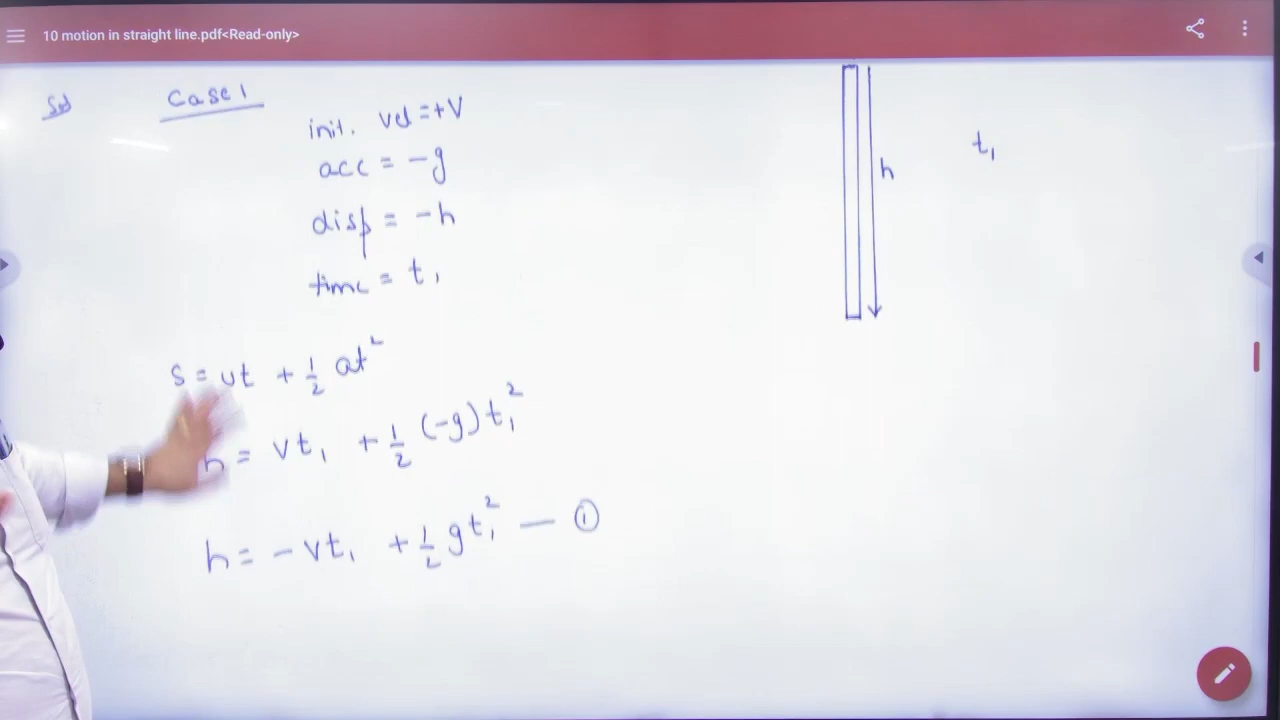 10 motion in straight line.pdf<Read-only>
Sol Case 1
init. vel = +v
acc = -g
disp = -h
time = t₁
h
t₁
s = ut + ½ at²
h = vt₁ + ½ (-g) t₁²
h = - vt₁ + ½ gt₁² — ①